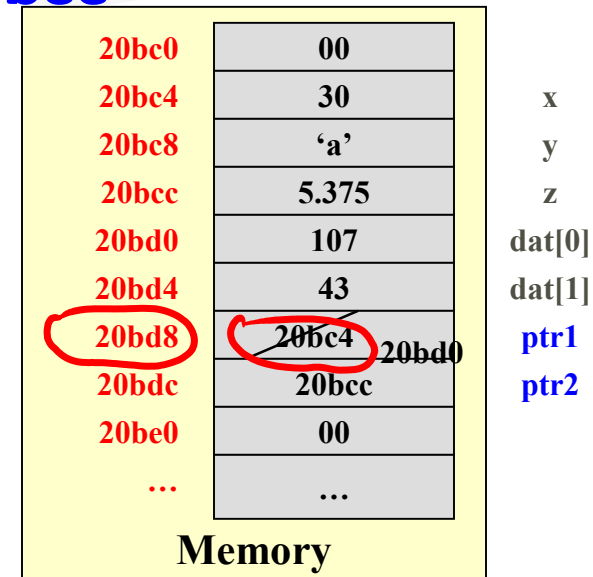 20bc0 00
20bc4 30 x
20bc8 ‘a’ y
20bcc 5.375 z
20bd0 107 dat[0]
20bd4 43 dat[1]
20bd8 20bc4 20bd0 ptr1
20bdc 20bcc ptr2
20be0 00
… …
Memory